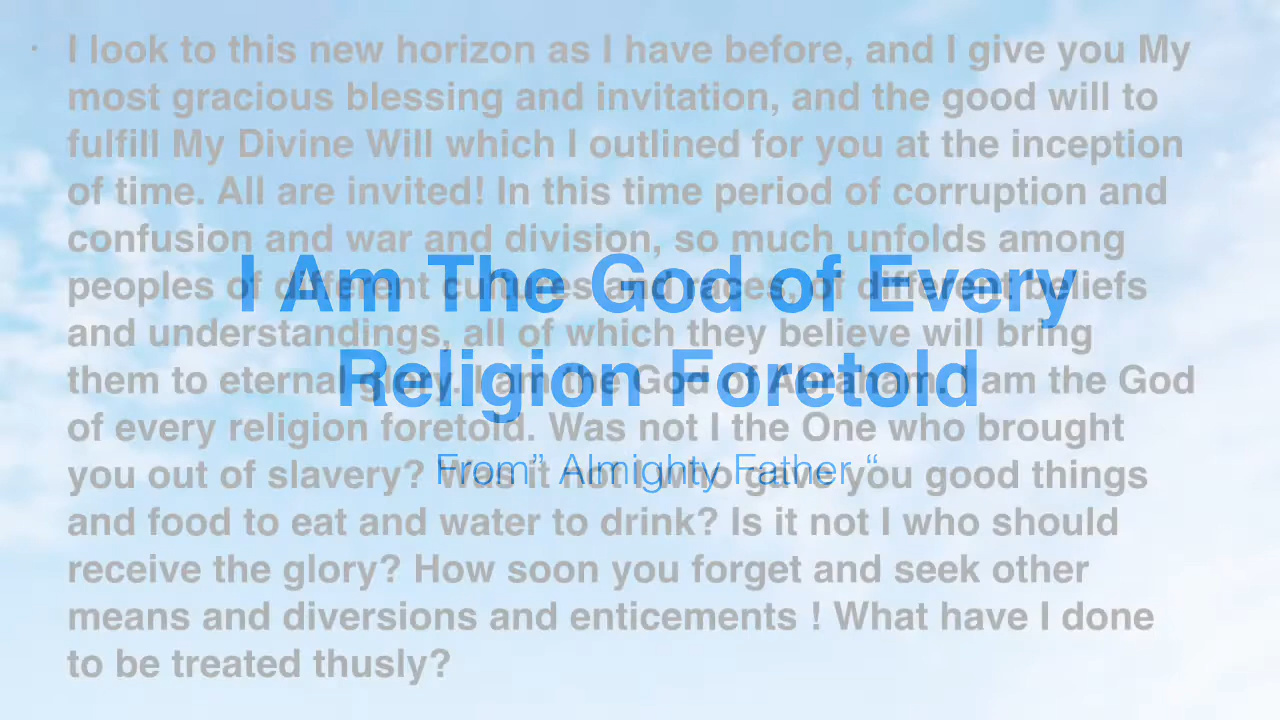 · I look to this new horizon as I have before, and I give you My
most gracious blessing and invitation, and the good will to
fulfill My Divine Will which I outlined for you at the inception
of time. All are invited! In this time period of corruption and
confusion and war and division, so much unfolds among
peoples of different cultures and races, of different beliefs
and understandings, all of which they believe will bring
them to eternal glory. I am the God of Abraham. I am the God
of every religion foretold. Was not I the One who brought
you out of slavery? Was it not I who gave you good things
and food to eat and water to drink? Is it not I who should
receive the glory? How soon you forget and seek other
means and diversions and enticements ! What have I done
to be treated thusly?
I Am The God of Every
Religion Foretold
From” Almighty Father “